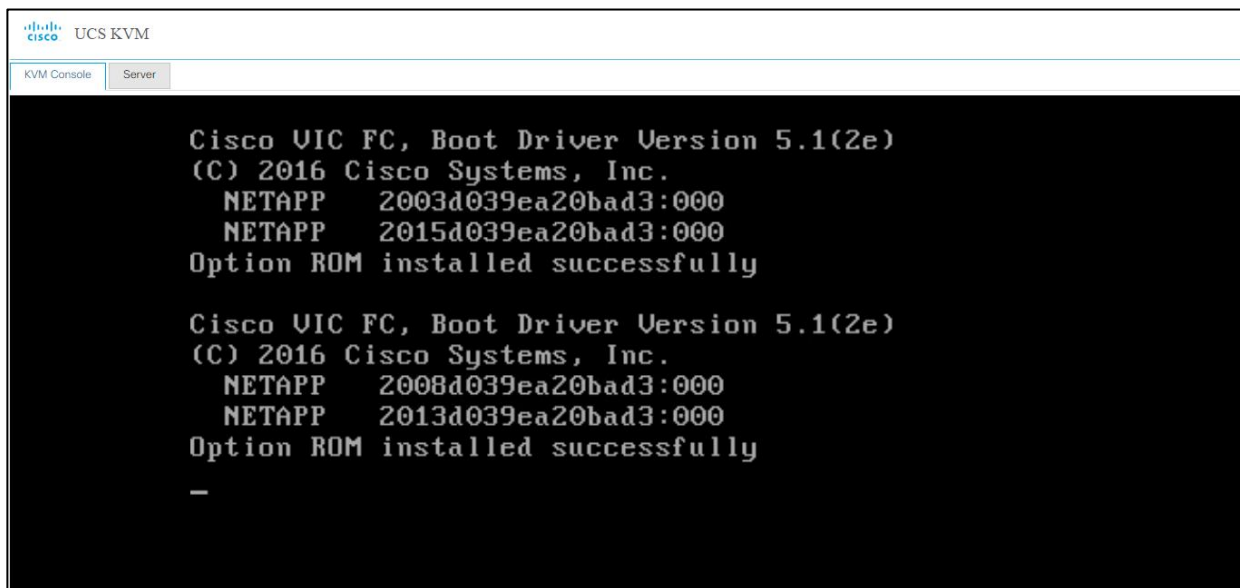 cisco UCS KVM
KVM Console Server
Cisco VIC FC, Boot Driver Version 5.1(2e)
(C) 2016 Cisco Systems, Inc.
NETAPP 2003d039ea20bad3:000
NETAPP 2015d039ea20bad3:000
Option ROM installed successfully
Cisco VIC FC, Boot Driver Version 5.1(2e)
(C) 2016 Cisco Systems, Inc.
NETAPP 2008d039ea20bad3:000
NETAPP 2013d039ea20bad3:000
Option ROM installed successfully
_